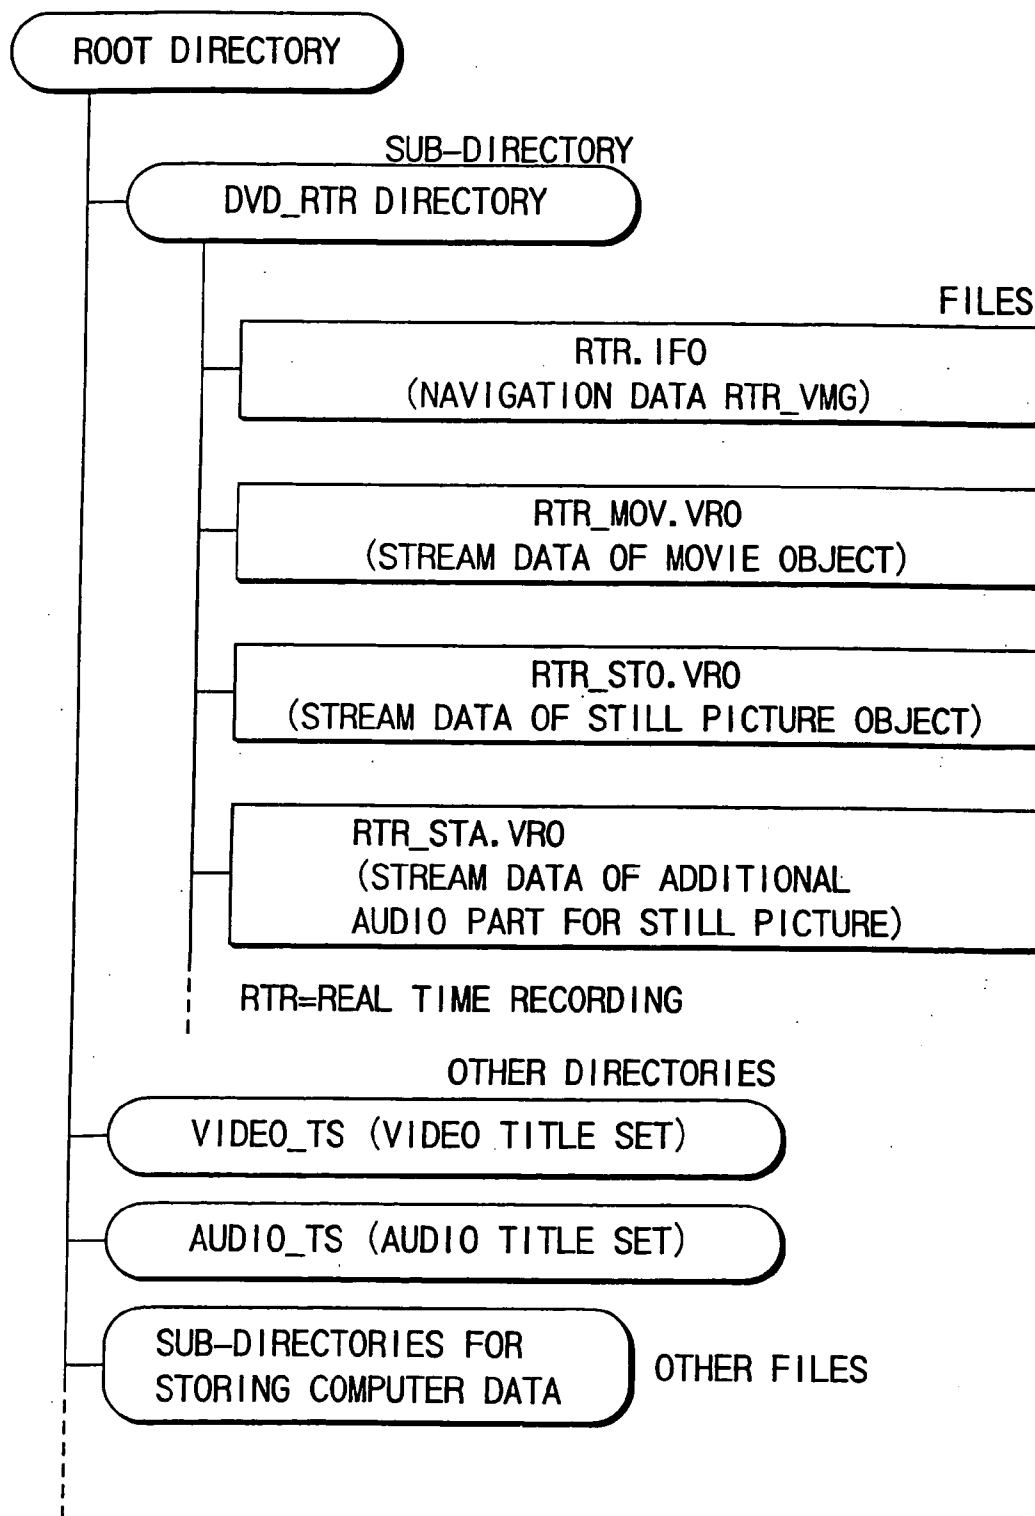 ROOT DIRECTORY
SUB-DIRECTORY
DVD_RTR DIRECTORY
FILES
RTR.IFO
(NAVIGATION DATA RTR_VMG)
RTR_MOV.VRO
(STREAM DATA OF MOVIE OBJECT)
RTR_STO.VRO
(STREAM DATA OF STILL PICTURE OBJECT)
RTR_STA.VRO
(STREAM DATA OF ADDITIONAL
AUDIO PART FOR STILL PICTURE)
RTR=REAL TIME RECORDING
OTHER DIRECTORIES
VIDEO_TS (VIDEO TITLE SET)
AUDIO_TS (AUDIO TITLE SET)
SUB-DIRECTORIES FOR
STORING COMPUTER DATA
OTHER FILES